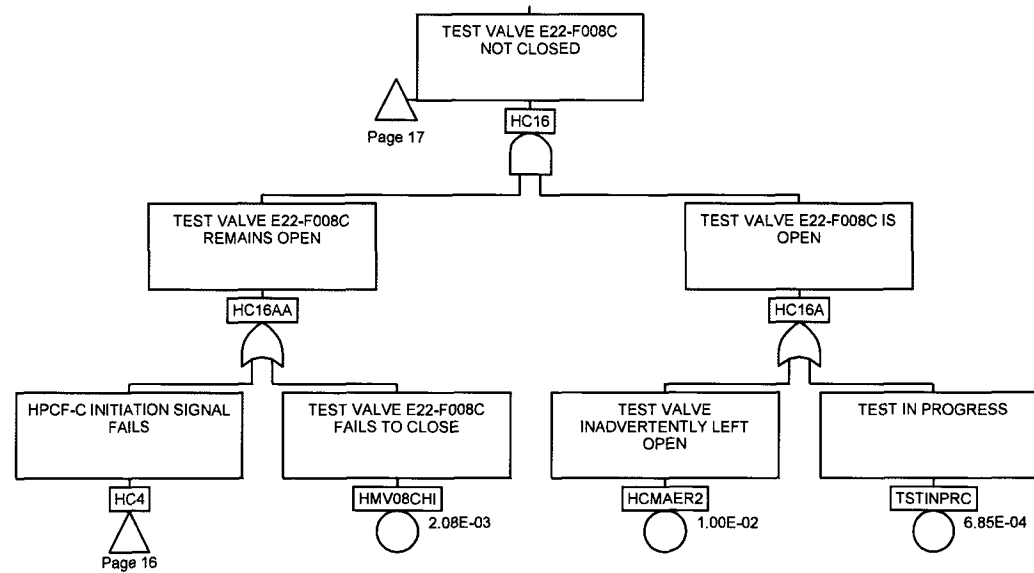 TEST VALVE E22-F008C
NOT CLOSED
Page 17
HC16
TEST VALVE E22-F008C
REMAINS OPEN
TEST VALVE E22-F008C IS
OPEN
HC16AA
HC16A
HPCF-C INITIATION SIGNAL
FAILS
TEST VALVE E22-F008C
FAILS TO CLOSE
TEST VALVE
INADVERTENTLY LEFT
OPEN
TEST IN PROGRESS
HC4
HMV08CHI
HCMAER2
TSTINPRC
2.08E-03
1.00E-02
6.85E-04
Page 16